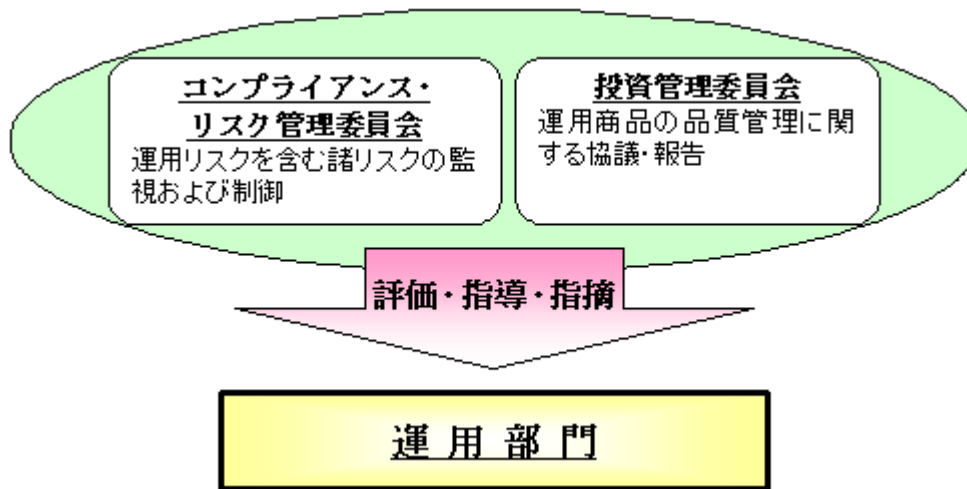 コンプライアンス・
リスク管理委員会
運用リスクを含む諸リスクの監
視および制御
投資管理委員会
運用商品の品質管理に関
する協議・報告
評価・指導・指摘
運用部門